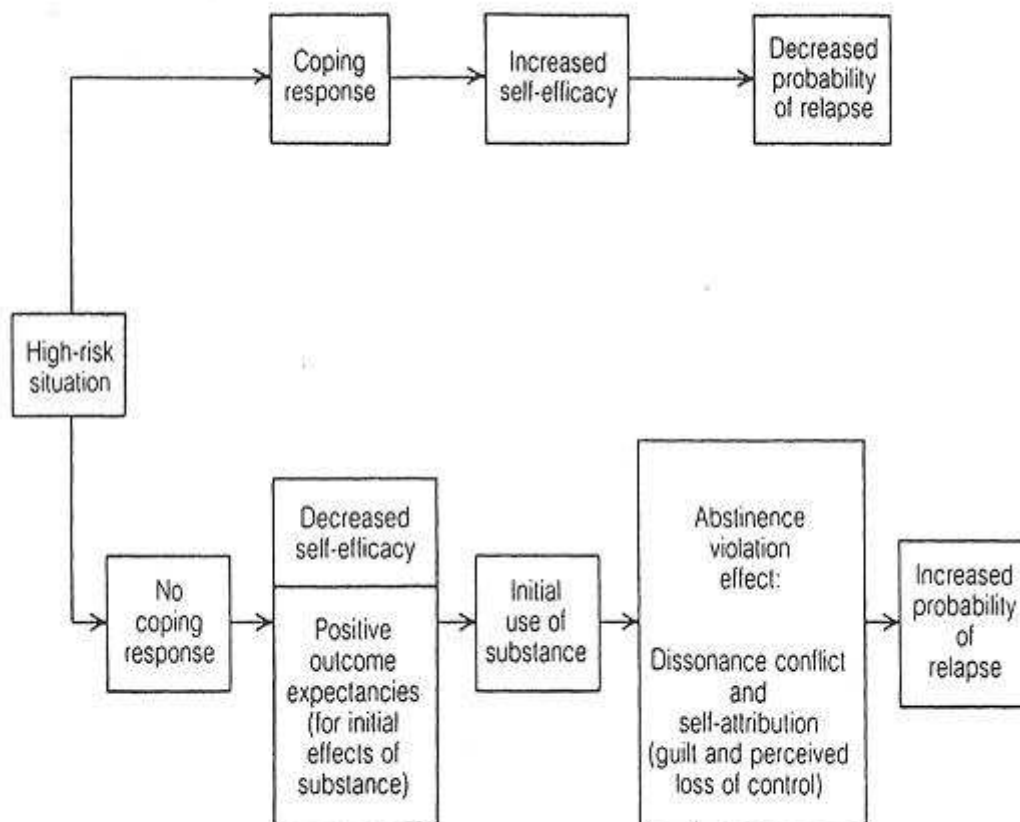 Coping
response
Increased
self-efficacy
Decreased
probability
of relapse
High-risk
situation
No
coping
response
Decreased
self-efficacy
Positive
outcome
expectancies
(for initial
effects of
substance)
Initial
use of
substance
Abstinence
violation
effect:
Dissonance conflict
and
self-attribution
(guilt and perceived
loss of control)
Increased
probability
of
relapse